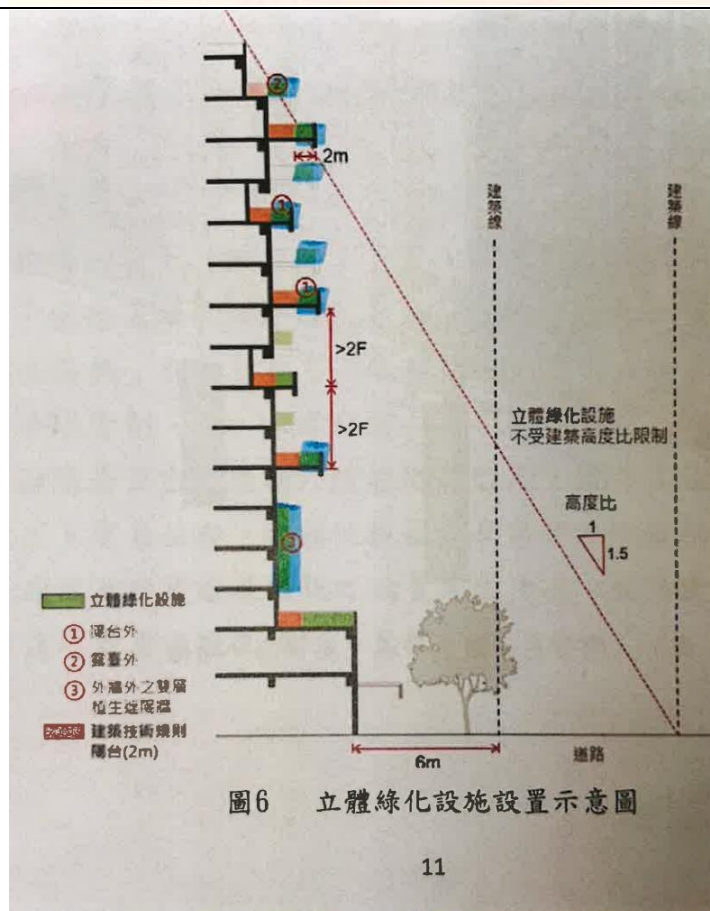 ②
2m
①
建築線
建築線
①
>2F
>2F
立體綠化設施
不受建築高度比限制
高度比
1
1.5
③
立體綠化設施
① 陽台外
② 露臺外
③ 外牆外之雙層
植生遮陽牆
建築技術規則
陽台(2m)
6m
道路
圖6 立體綠化設施設置示意圖
11